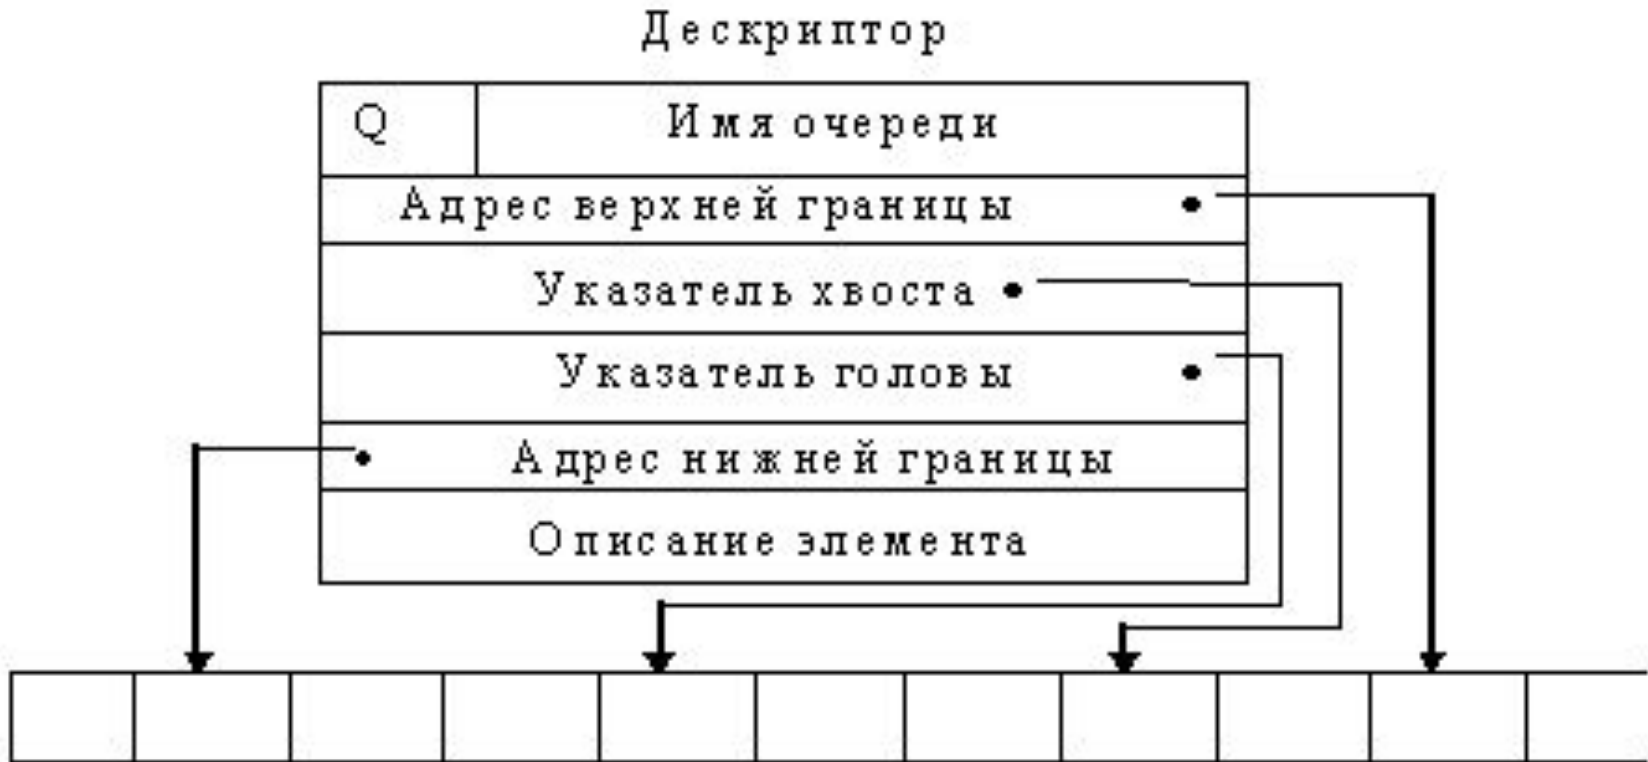 Дескриптор
Q Имя очереди
Адрес верхней границы
Указатель хвоста
Указатель головы
Адрес нижней границы
Описание элемента